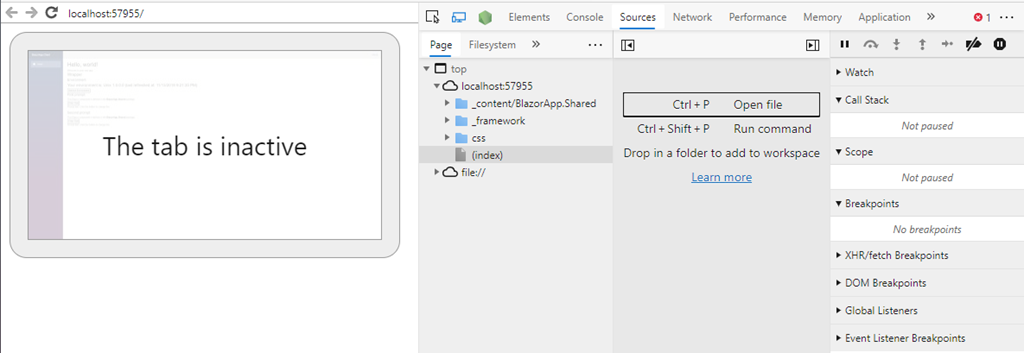 localhost:57955/
Hello, world!
The tab is inactive
Elements Console Sources Network Performance Memory Application » 1
Page Filesystem »
top
localhost:57955
_content/BlazorApp.Shared
_framework
css
(index)
file://
Ctrl + P Open file
Ctrl + Shift + P Run command
Drop in a folder to add to workspace
Learn more
Watch
Call Stack
Not paused
Scope
Not paused
Breakpoints
No breakpoints
XHR/fetch Breakpoints
DOM Breakpoints
Global Listeners
Event Listener Breakpoints